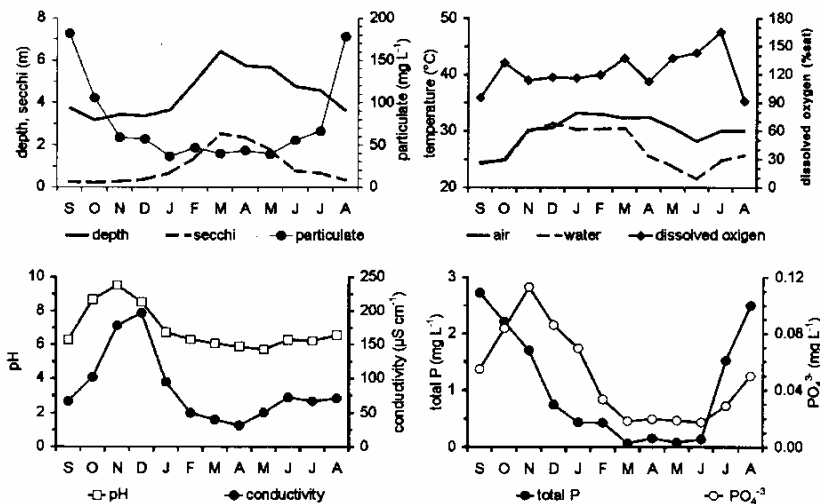 8 200
6 150
4 100
2 50
0 0
depth, secchi (m)
particulate (mg L⁻¹)
S O N D J F M A M J J A
depth secchi particulate
50 180
150
40 120
90
30 60
30
20 0
temperature (°C)
dissolved oxygen (%sat)
S O N D J F M A M J J A
air water dissolved oxigen
10 250
8 200
6 150
4 100
2 50
0 0
pH
conductivity (µS cm⁻¹)
S O N D J F M A M J J A
pH conductivity
3 0.12
2 0.08
1 0.04
0 0.00
total P (mg L⁻¹)
PO₄³⁻ (mg L⁻¹)
S O N D J F M A M J J A
total P PO₄⁻³